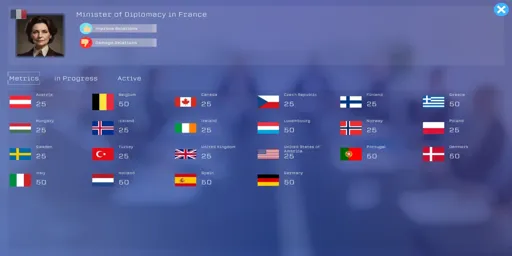 Minister of Diplomacy in France
Improve Relations
Damage Relations
Metrics In Progress Active
Austria Belgium Canada Czech Republic Finland Greece
25 50 25 25 25 50
Hungary Iceland Ireland Luxembourg Norway Poland
25 25 25 50 25 25
Sweden Turkey United Kingdom United States of America Portugal Denmark
25 25 25 25 50 50
Italy Holland Spain Germany
50 50 50 50